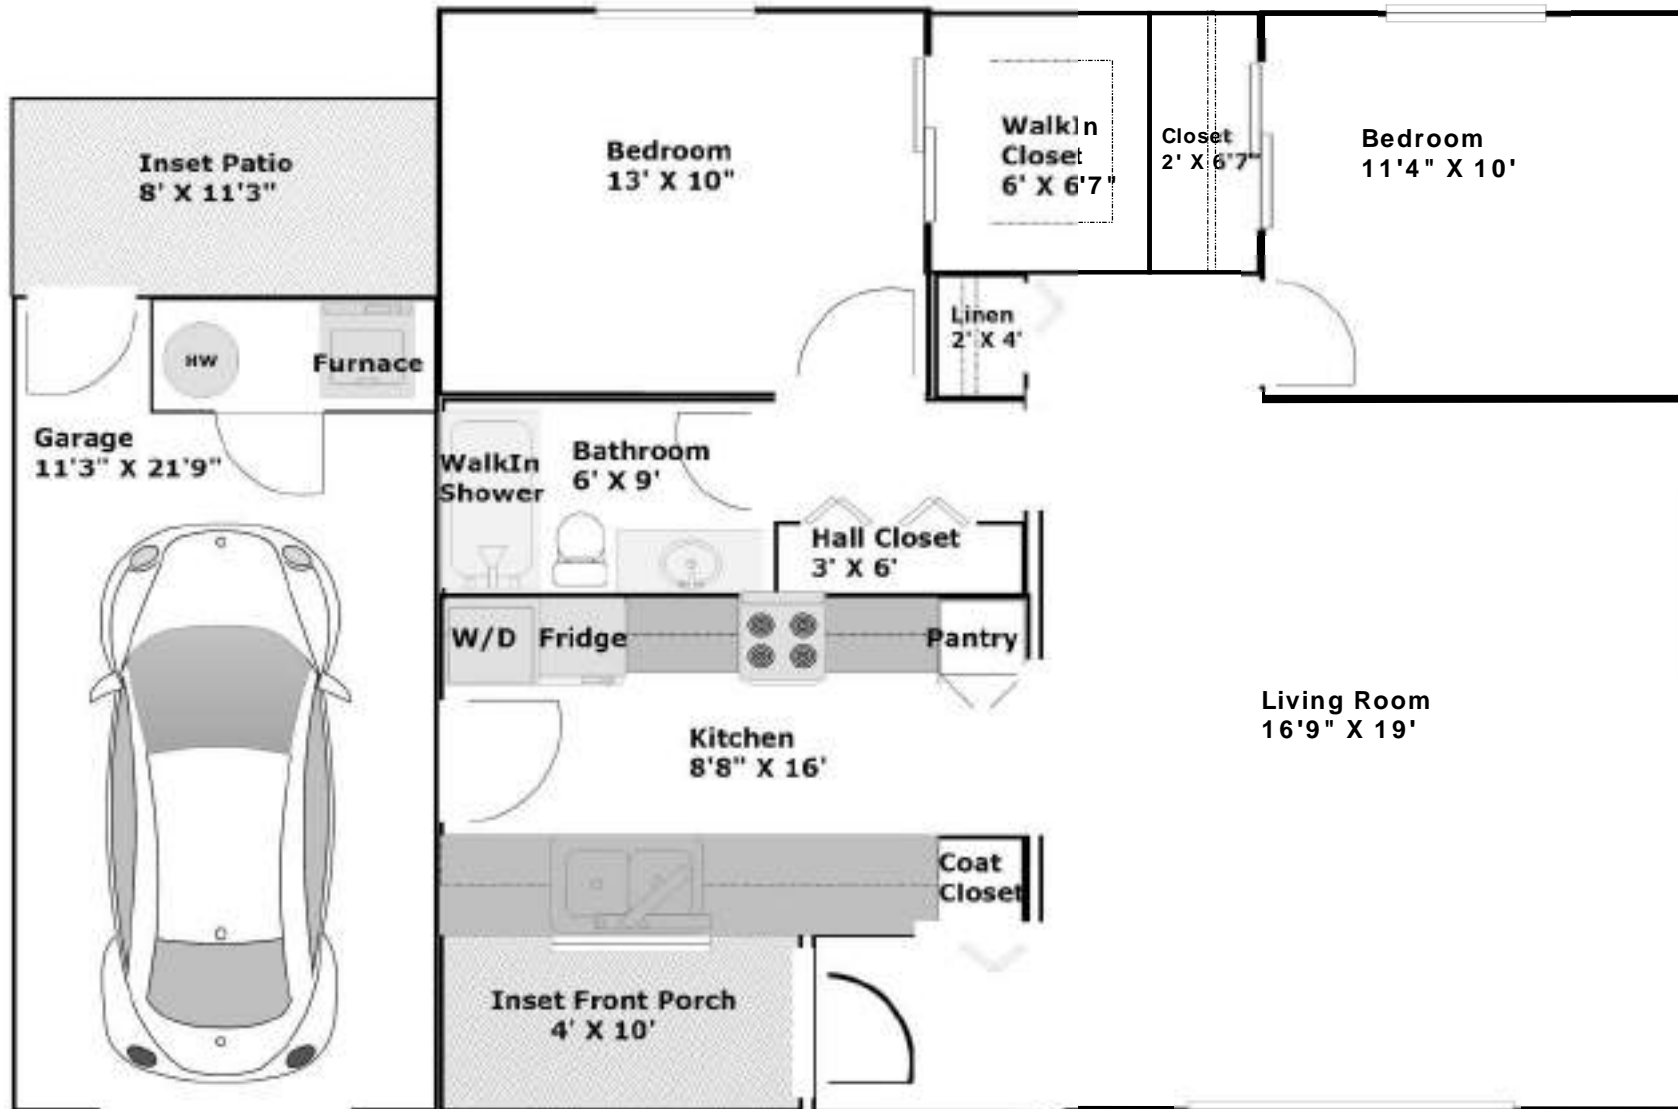 Inset Patio
8' X 11'3"
Bedroom
13' X 10"
WalkIn
Closet
6' X 6'7"
Closet
2' X 6'7"
Bedroom
11'4" X 10'
HW
Furnace
Linen
2' X 4'
Garage
11'3" X 21'9"
WalkIn
Shower
Bathroom
6' X 9'
Hall Closet
3' X 6'
W/D
Fridge
Pantry
Kitchen
8'8" X 16'
Living Room
16'9" X 19'
Coat
Closet
Inset Front Porch
4' X 10'